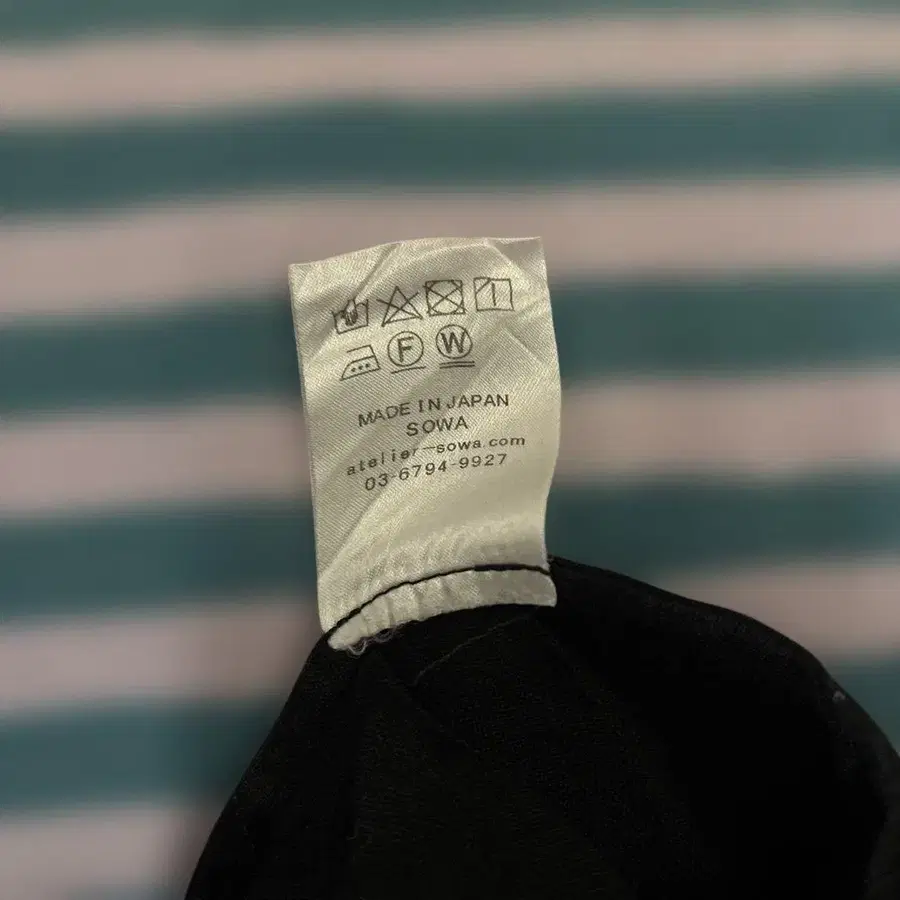 F W
MADE IN JAPAN
SOWA
atelier-sowa.com
03-6794-9927